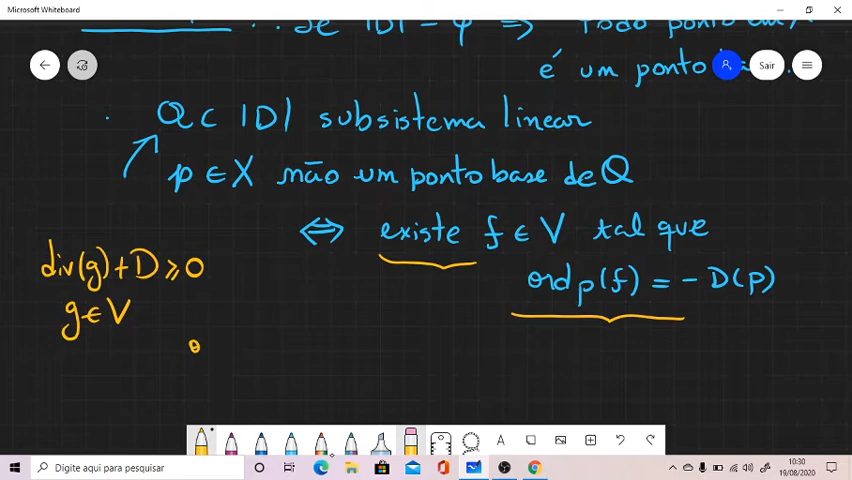 Microsoft Whiteboard
Se |D| = φ ⇒ Todo ponto
é um ponto
Sair
Q ⊂ |D| subsistema linear
p ∈ X não um ponto base de Q
⇔ existe f ∈ V tal que
ord_p(f) = - D(p)
div(g) + D ⩾ 0
g ∈ V
Digite aqui para pesquisar
10:30
19/08/2020